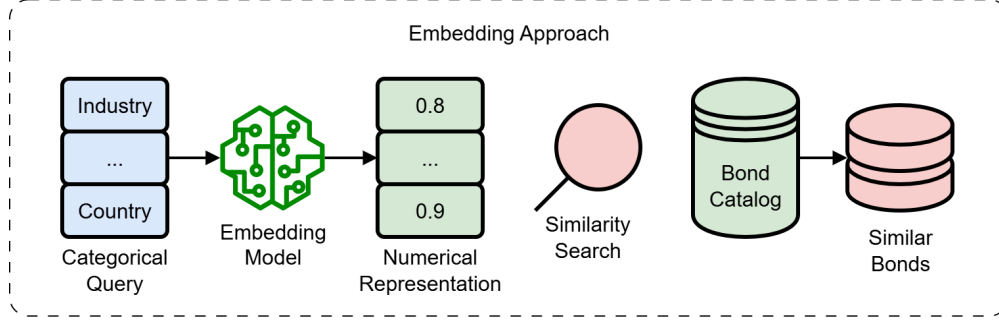 Embedding Approach
Industry
...
Country
Categorical
Query
Embedding
Model
0.8
...
0.9
Numerical
Representation
Similarity
Search
Bond
Catalog
Similar
Bonds